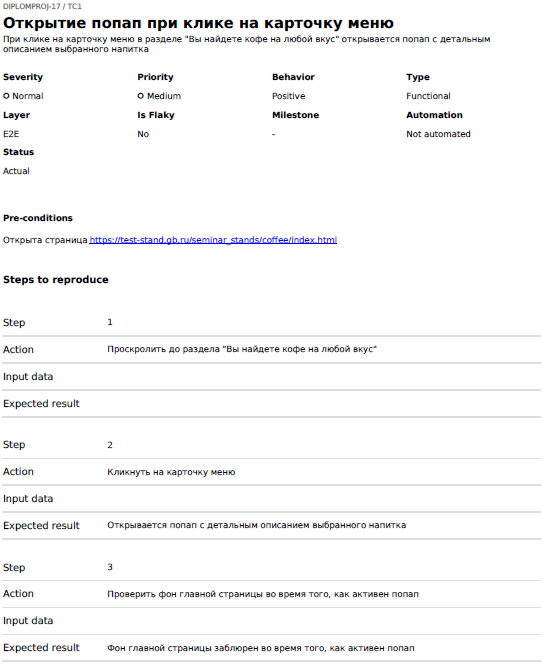 DIPLOMPROJ-17 / TC1
Открытие попап при клике на карточку меню
При клике на карточку меню в разделе "Вы найдете кофе на любой вкус" открывается попап с детальным
описанием выбранного напитка
Severity Priority Behavior Type
Normal Medium Positive Functional
Layer Is Flaky Milestone Automation
E2E No - Not automated
Status
Actual
Pre-conditions
Открыта страница https://test-stand.gb.ru/seminar_stands/coffee/index.html
Steps to reproduce
Step 1
Action Проскролить до раздела "Вы найдете кофе на любой вкус"
Input data
Expected result
Step 2
Action Кликнуть на карточку меню
Input data
Expected result Открывается попап с детальным описанием выбранного напитка
Step 3
Action Проверить фон главной страницы во время того, как активен попап
Input data
Expected result Фон главной страницы заблюрен во время того, как активен попап